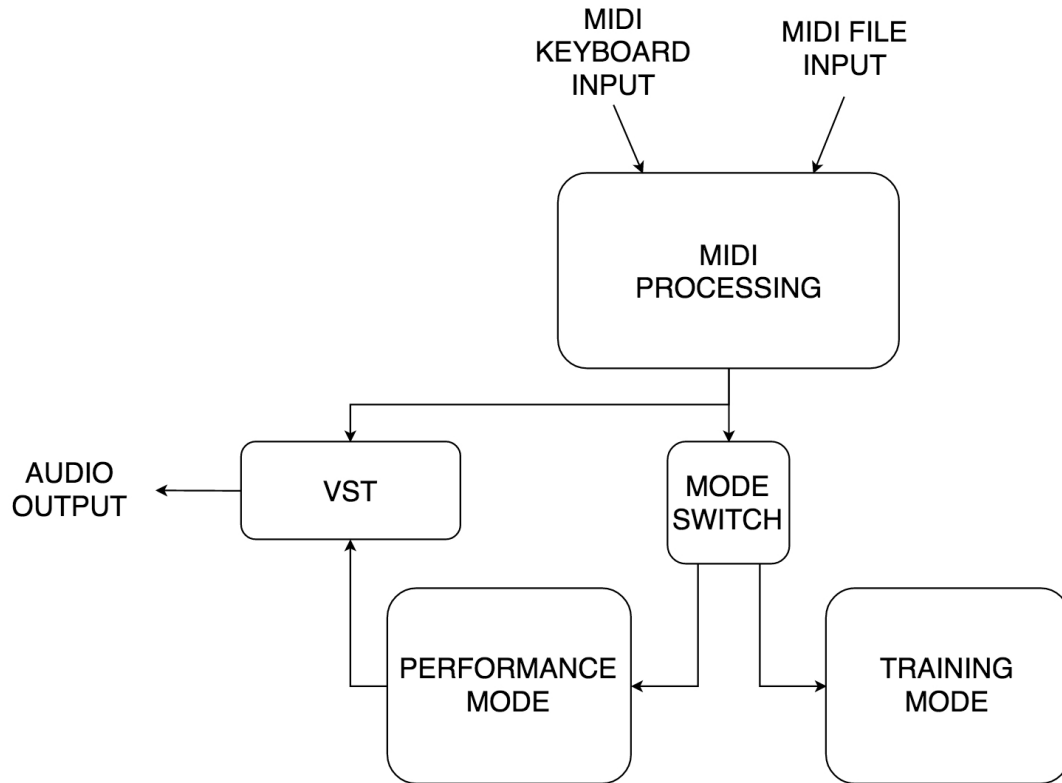 MIDI
KEYBOARD
INPUT
MIDI FILE
INPUT
MIDI
PROCESSING
AUDIO
OUTPUT
VST
MODE
SWITCH
PERFORMANCE
MODE
TRAINING
MODE